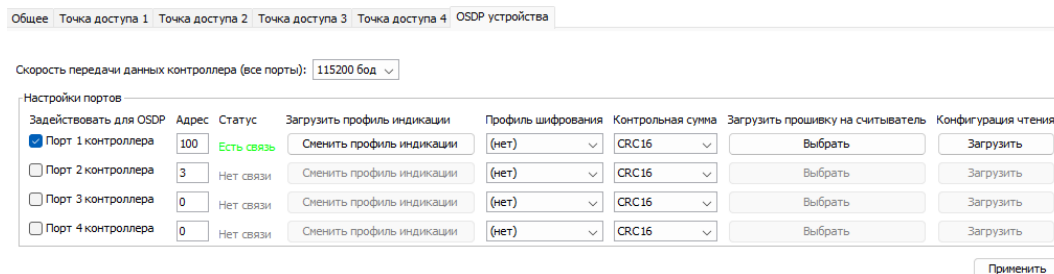 Общее Точка доступа 1 Точка доступа 2 Точка доступа 3 Точка доступа 4 OSDP устройства
Скорость передачи данных контроллера (все порты): 115200 бод
Настройки портов
Задействовать для OSDP Адрес Статус Загрузить профиль индикации Профиль шифрования Контрольная сумма Загрузить прошивку на считыватель Конфигурация чтения
Порт 1 контроллера 100 Есть связь Сменить профиль индикации (нет) CRC16 Выбрать Загрузить
Порт 2 контроллера 3 Нет связи Сменить профиль индикации (нет) CRC16 Выбрать Загрузить
Порт 3 контроллера 0 Нет связи Сменить профиль индикации (нет) CRC16 Выбрать Загрузить
Порт 4 контроллера 0 Нет связи Сменить профиль индикации (нет) CRC16 Выбрать Загрузить
Применить